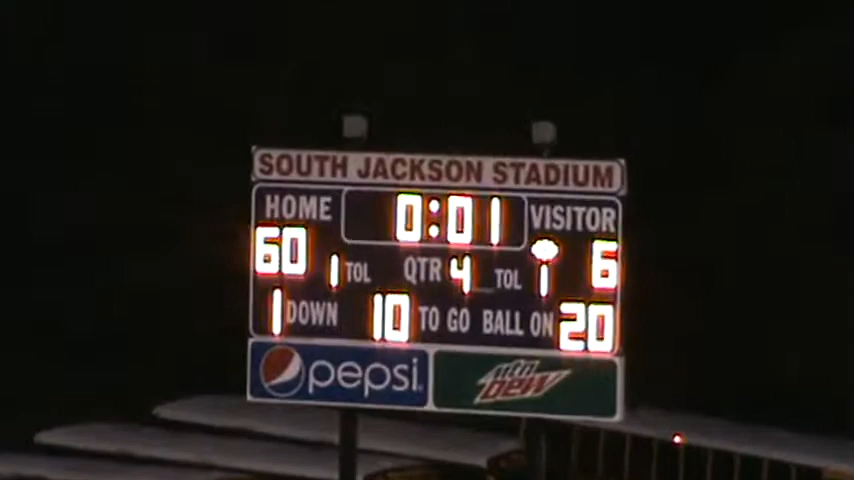 SOUTH JACKSON STADIUM
HOME 0:01 VISITOR
60 1 TOL QTR 4 TOL 1 6
1 DOWN 10 TO GO BALL ON 20
pepsi Mtn DEW